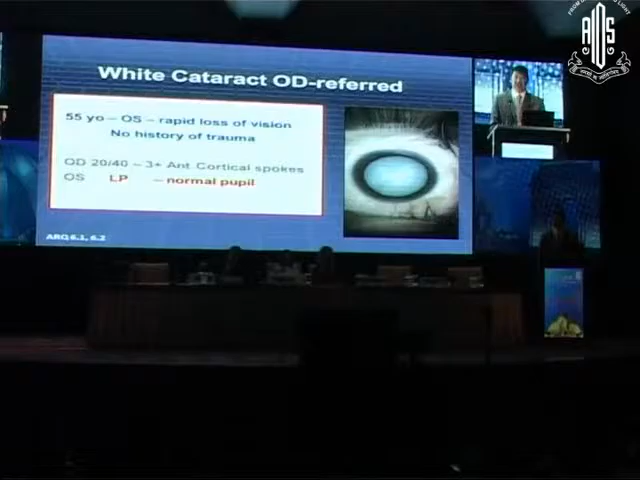 White Cataract OD-referred
55 yo – OS – rapid loss of vision
No history of trauma
OD 20/40 – 3+ Ant Cortical spokes
OS LP – normal pupil
ARQ 6.1, 6.2